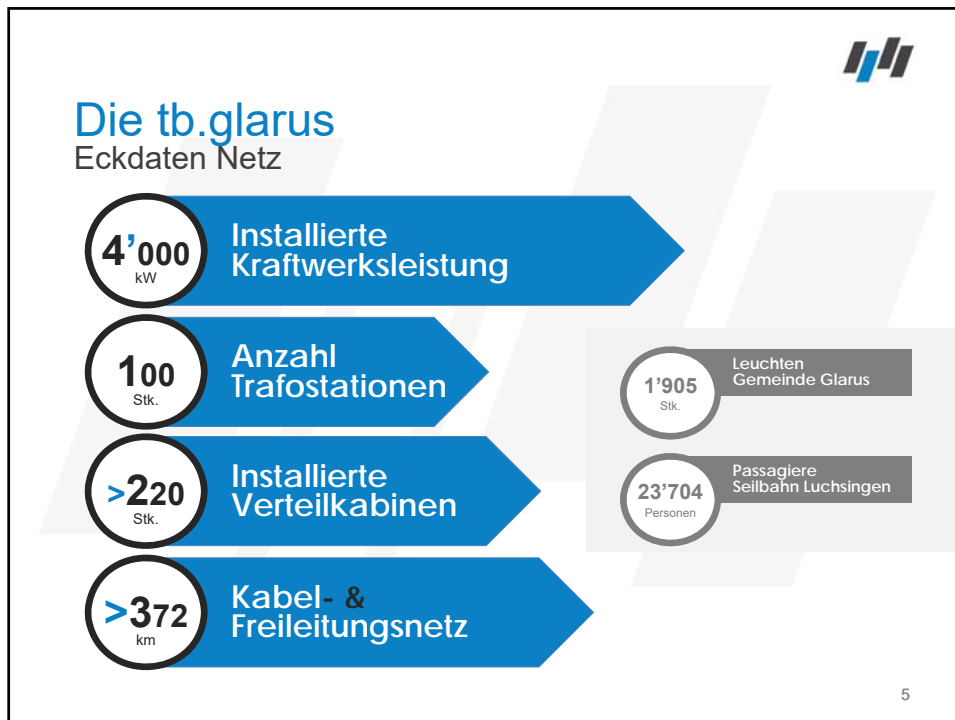 Die tb.glarus
Eckdaten Netz
4’000
kW
Installierte
Kraftwerksleistung
100
Stk.
Anzahl
Trafostationen
>220
Stk.
Installierte
Verteilkabinen
>372
km
Kabel- &
Freileitungsnetz
1’905
Stk.
Leuchten
Gemeinde Glarus
23’704
Personen
Passagiere
Seilbahn Luchsingen
5